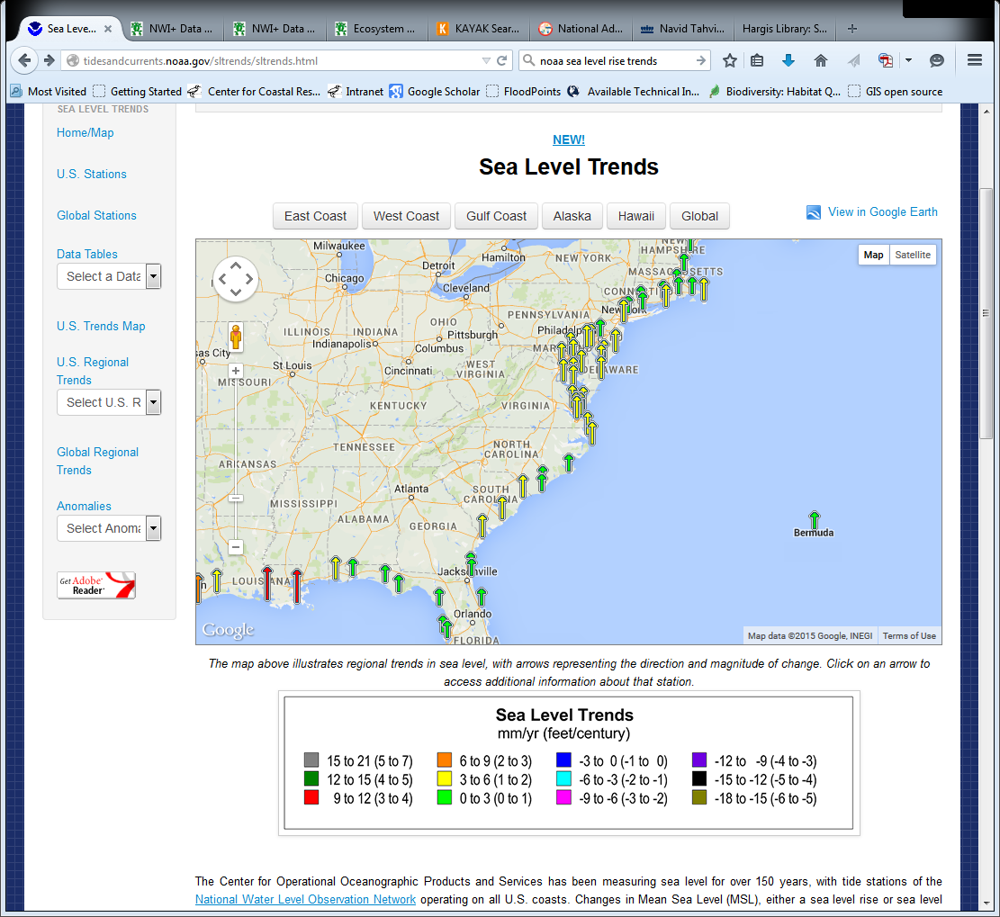 Sea Leve...
NWI+ Data ...
NWI+ Data ...
Ecosystem ...
KAYAK Sear...
National Ad...
Navid Tahvi...
Hargis Library: S...
tidesandcurrents.noaa.gov/sltrends/sltrends.html
noaa sea level rise trends
Most Visited
Getting Started
Center for Coastal Res...
Intranet
Google Scholar
FloodPoints
Available Technical In...
Biodiversity: Habitat Q...
GIS open source
SEA LEVEL TRENDS
Home/Map
U.S. Stations
Global Stations
Data Tables
Select a Data
U.S. Trends Map
U.S. Regional
Trends
Select U.S. R
Global Regional
Trends
Anomalies
Select Anoma
Get Adobe
Reader
NEW!
Sea Level Trends
East Coast
West Coast
Gulf Coast
Alaska
Hawaii
Global
View in Google Earth
Map
Satellite
Milwaukee
Hamilton
NEW YORK
NEW
HAMPSHIRE
Detroit
MASSACHUSETTS
Chicago
Cleveland
CONNECTI
New York
PENNSYLVANIA
OHIO
Pittsburgh
Philadelphi
ILLINOIS
INDIANA
Indianapolis
Columbus
MAR
sas City
St Louis
Cincinnati
WEST
VIRGINIA
DELAWARE
MISSOURI
KENTUCKY
VIRGINIA
TENNESSEE
NORTH
CAROLINA
ARKANSAS
Atlanta
SOUTH
CAROLINA
MISSISSIPPI
ALABAMA
GEORGIA
Bermuda
Jacksonville
LOUISIANA
n
Orlando
FLORIDA
Google
Map data ©2015 Google, INEGI
Terms of Use
The map above illustrates regional trends in sea level, with arrows representing the direction and magnitude of change. Click on an arrow to
access additional information about that station.
Sea Level Trends
mm/yr (feet/century)
15 to 21 (5 to 7)
6 to 9 (2 to 3)
-3 to 0 (-1 to 0)
-12 to -9 (-4 to -3)
12 to 15 (4 to 5)
3 to 6 (1 to 2)
-6 to -3 (-2 to -1)
-15 to -12 (-5 to -4)
9 to 12 (3 to 4)
0 to 3 (0 to 1)
-9 to -6 (-3 to -2)
-18 to -15 (-6 to -5)
The Center for Operational Oceanographic Products and Services has been measuring sea level for over 150 years, with tide stations of the
National Water Level Observation Network operating on all U.S. coasts. Changes in Mean Sea Level (MSL), either a sea level rise or sea level